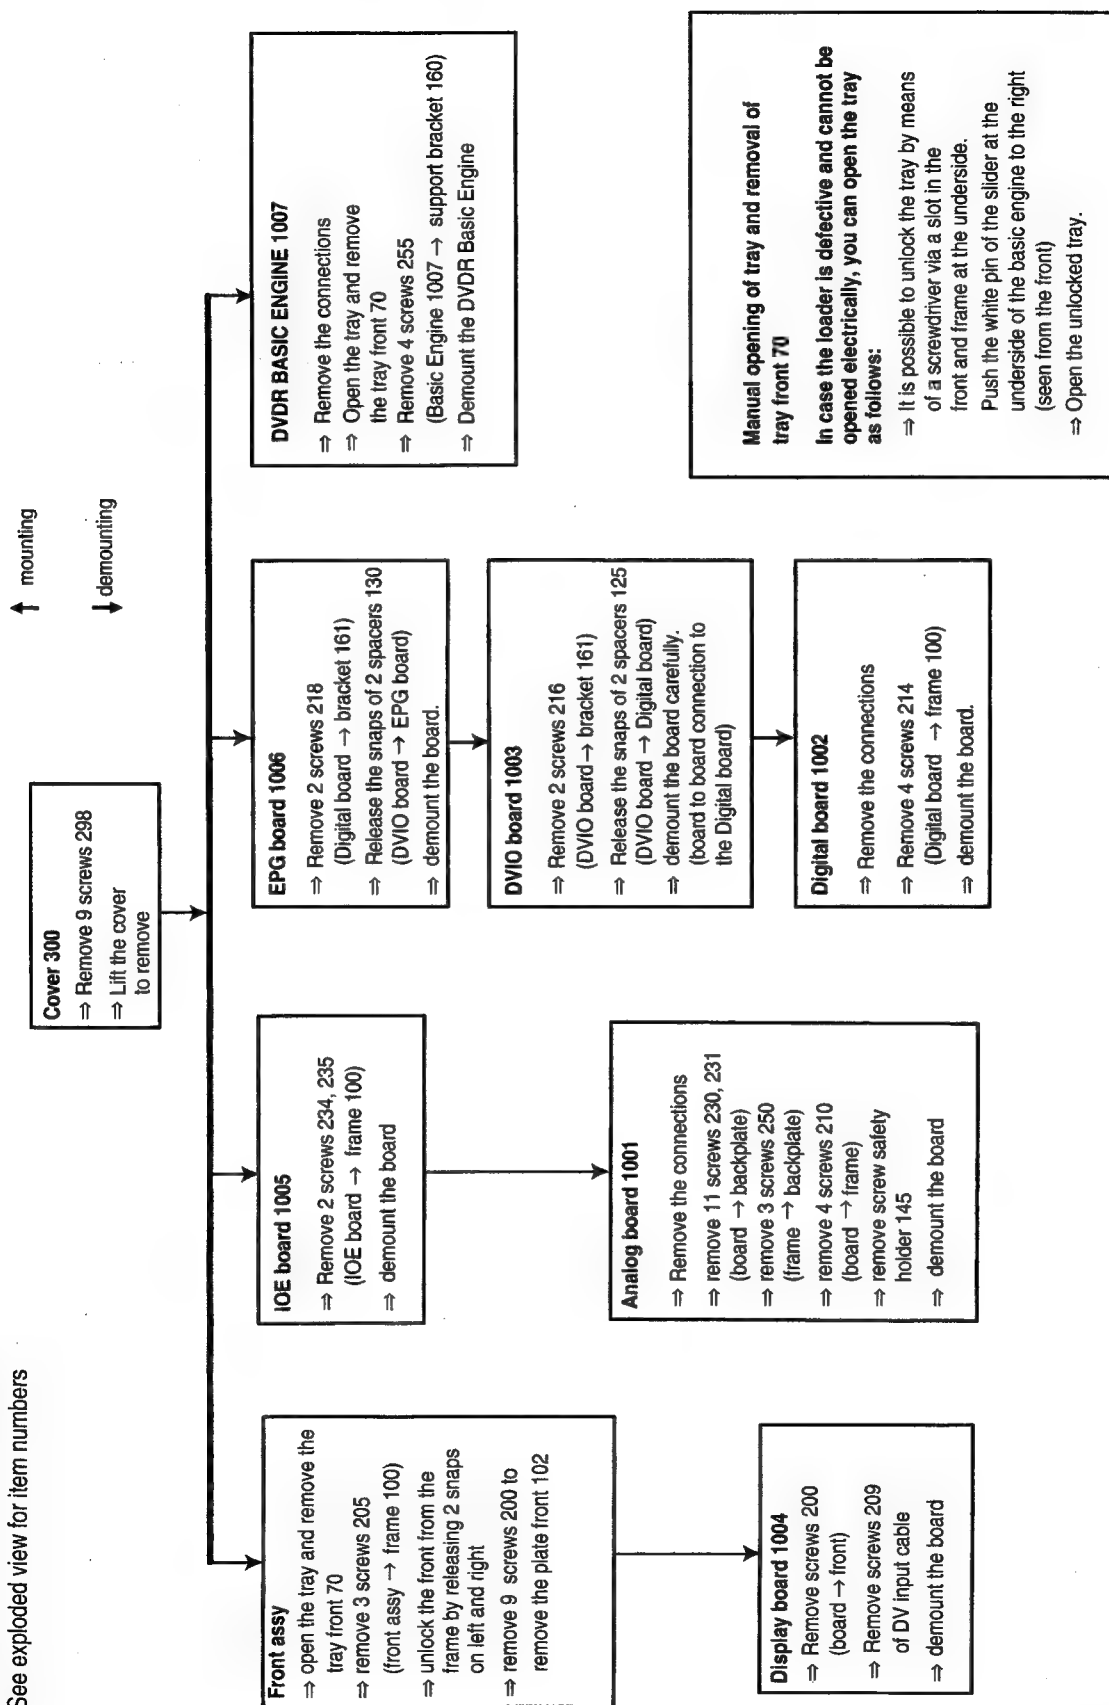 See exploded view for item numbers
↑ mounting
↓ demounting
Cover 300
⇒ Remove 9 screws 298
⇒ Lift the cover
to remove
Front assy
⇒ open the tray and remove the
tray front 70
⇒ remove 3 screws 205
(front assy → frame 100)
⇒ unlock the front from the
frame by releasing 2 snaps
on left and right
⇒ remove 9 screws 200 to
remove the plate front 102
Display board 1004
⇒ Remove screws 200
(board → front)
⇒ Remove screws 209
of DV input cable
⇒ demount the board
IOE board 1005
⇒ Remove 2 screws 234, 235
(IOE board → frame 100)
⇒ demount the board
Analog board 1001
⇒ Remove the connections
⇒ remove 11 screws 230, 231
(board → backplate)
⇒ remove 3 screws 250
(frame → backplate)
⇒ remove 4 screws 210
(board → frame)
⇒ remove screw safety
holder 145
⇒ demount the board
EPG board 1006
⇒ Remove 2 screws 218
(Digital board → bracket 161)
⇒ Release the snaps of 2 spacers 130
(DVIO board → EPG board)
⇒ demount the board.
DVIO board 1003
⇒ Remove 2 screws 216
(DVIO board → bracket 161)
⇒ Release the snaps of 2 spacers 125
(DVIO board → Digital board)
⇒ demount the board carefully.
(board to board connection to
the Digital board)
Digital board 1002
⇒ Remove the connections
⇒ Remove 4 screws 214
(Digital board → frame 100)
⇒ demount the board.
DVDR BASIC ENGINE 1007
⇒ Remove the connections
⇒ Open the tray and remove
the tray front 70
⇒ Remove 4 screws 255
(Basic Engine 1007 → support bracket 160)
⇒ Demount the DVDR Basic Engine
Manual opening of tray and removal of
tray front 70
In case the loader is defective and cannot be
opened electrically, you can open the tray
as follows:
⇒ It is possible to unlock the tray by means
of a screwdriver via a slot in the
front and frame at the underside.
Push the white pin of the slider at the
underside of the basic engine to the right
(seen from the front)
⇒ Open the unlocked tray.